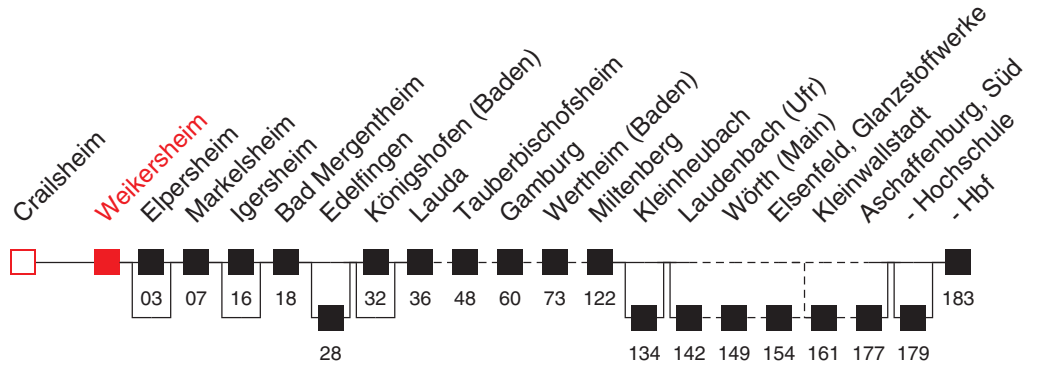 Crailsheim
Weikersheim
Elpersheim
Markelsheim
Igersheim
Bad Mergentheim
Edelfingen
Königshofen (Baden)
Lauda
Tauberbischofsheim
Gamburg
Wertheim (Baden)
Miltenberg
Kleinheubach
Laudenbach (Ufr)
Wörth (Main)
Elsenfeld, Glanzstoffwerke
Kleinwallstadt
Aschaffenburg, Süd
- Hochschule
- Hbf
03 07 16 18 32 36 48 60 73 122 183
28 134 142 149 154 161 177 179